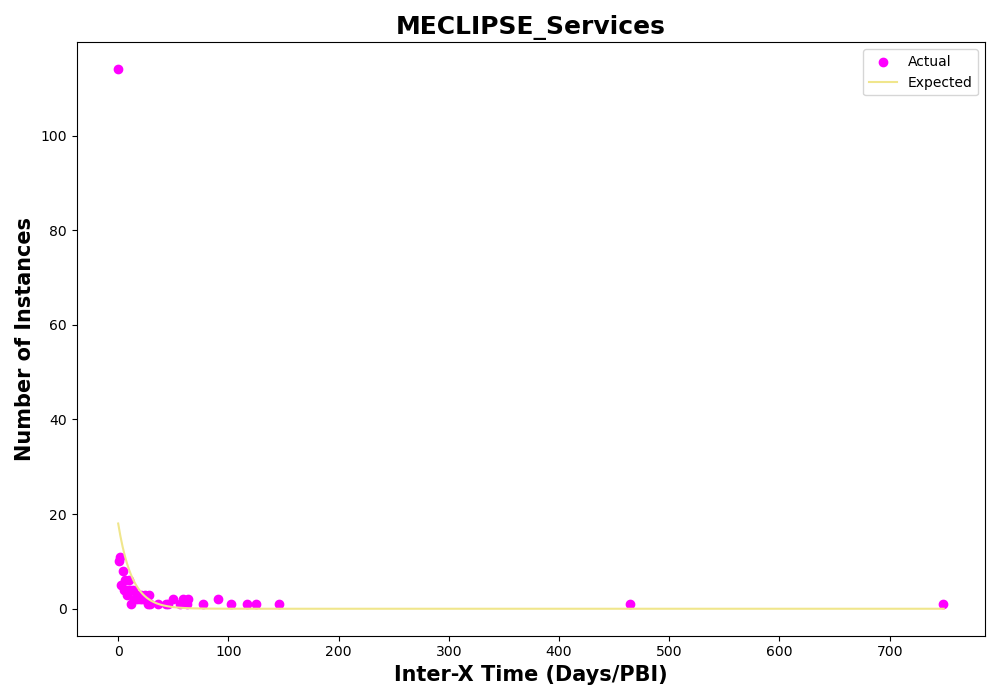 MECLIPSE_Services
Actual
Expected
Number of Instances
100
80
60
40
20
0
0 100 200 300 400 500 600 700
Inter-X Time (Days/PBI)